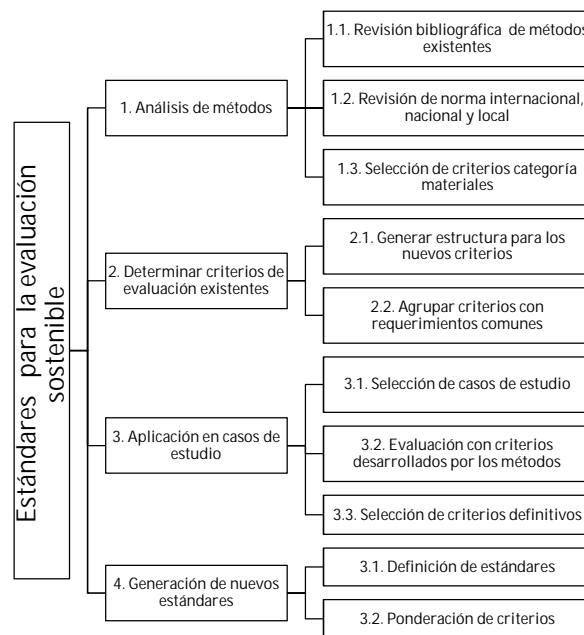 Estándares para la evaluación
sostenible
1. Análisis de métodos
1.1. Revisión bibliográfica de métodos
existentes
1.2. Revisión de norma internacional,
nacional y local
1.3. Selección de criterios categoría
materiales
2. Determinar criterios de
evaluación existentes
2.1. Generar estructura para los
nuevos criterios
2.2. Agrupar criterios con
requerimientos comunes
3. Aplicación en casos de
estudio
3.1. Selección de casos de estudio
3.2. Evaluación con criterios
desarrollados por los métodos
3.3. Selección de criterios definitivos
4. Generación de nuevos
estándares
3.1. Definición de estándares
3.2. Ponderación de criterios